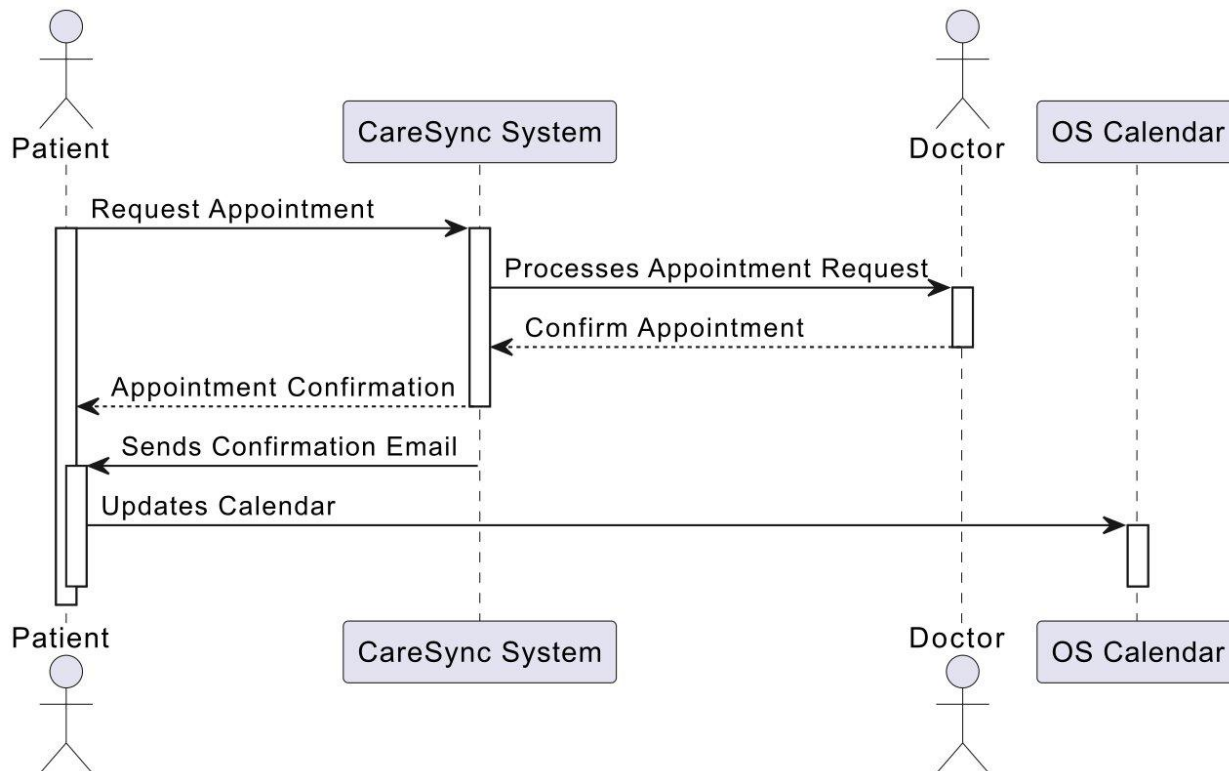 Patient
CareSync System
Doctor
OS Calendar
Request Appointment
Processes Appointment Request
Confirm Appointment
Appointment Confirmation
Sends Confirmation Email
Updates Calendar
Patient
CareSync System
Doctor
OS Calendar